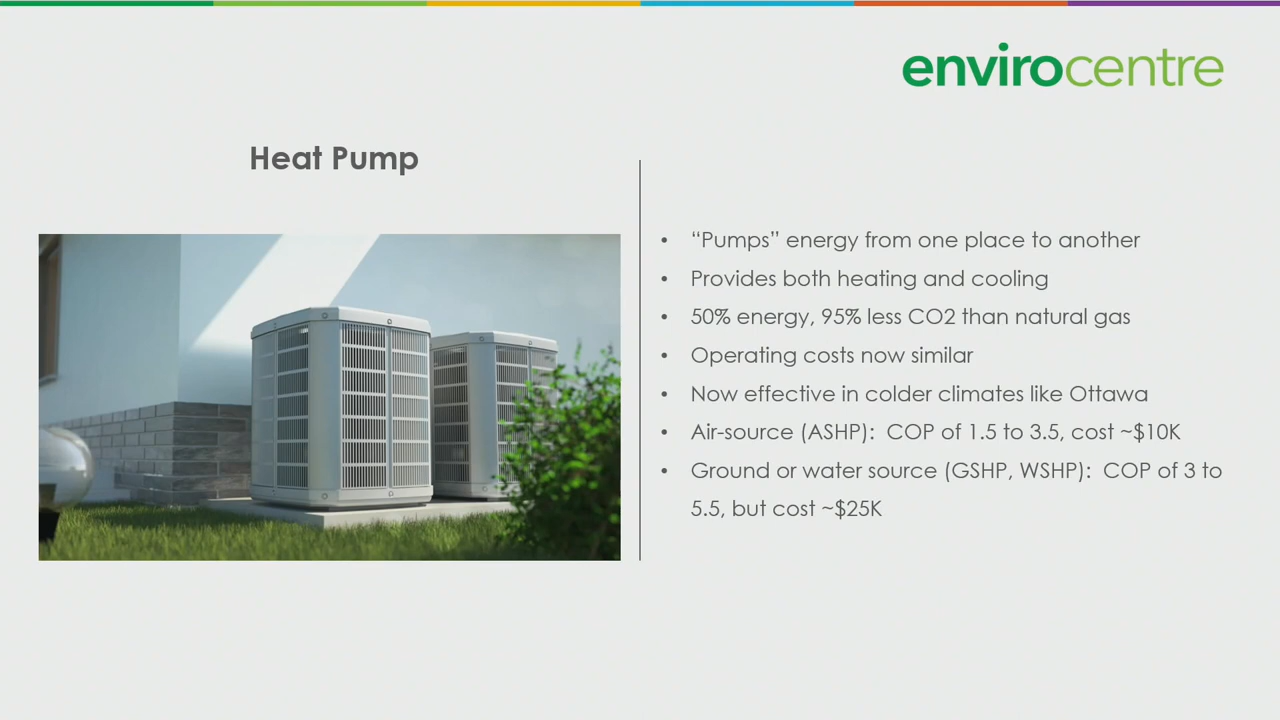 envirocentre
Heat Pump
• “Pumps” energy from one place to another
• Provides both heating and cooling
• 50% energy, 95% less CO2 than natural gas
• Operating costs now similar
• Now effective in colder climates like Ottawa
• Air-source (ASHP):  COP of 1.5 to 3.5, cost ~$10K
• Ground or water source (GSHP, WSHP):  COP of 3 to
5.5, but cost ~$25K